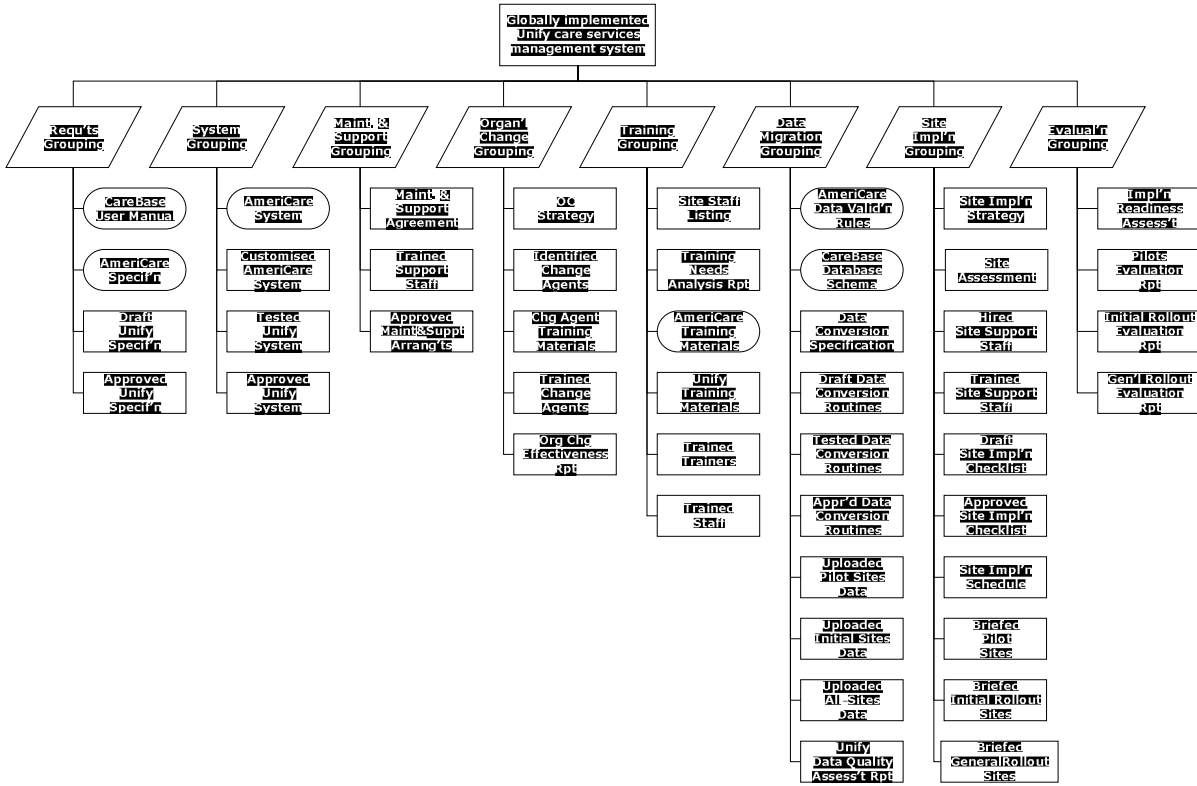 Globally implemented
Unify care services
management system
Requ'ts
Grouping
System
Grouping
Maint. &
Support
Grouping
Organ'l
Change
Grouping
Training
Grouping
Data
Migration
Grouping
Site
Impl'n
Grouping
Evalual'n
Grouping
CareBase
User Manual
AmeriCare
Specif'n
Draft
Unify
Specif'n
Approved
Unify
Specif'n
AmeriCare
System
Customised
AmeriCare
System
Tested
Unify
System
Approved
Unify
System
Maint. &
Support
Agreement
Trained
Support
Staff
Approved
Maint&Suppt
Arrang'ts
OC
Strategy
Identified
Change
Agents
Chg Agent
Training
Materials
Trained
Change
Agents
Org Chg
Effectiveness
Rpt
Site Staff
Listing
Training
Needs
Analysis Rpt
AmeriCare
Training
Materials
Unify
Training
Materials
Trained
Trainers
Trained
Staff
AmeriCare
Data Valid'n
Rules
CareBase
Database
Schema
Data
Conversion
Specification
Draft Data
Conversion
Routines
Tested Data
Conversion
Routines
Appr'd Data
Conversion
Routines
Uploaded
Pilot Sites
Data
Uploaded
Initial Sites
Data
Uploaded
All-Sites
Data
Unify
Data Quality
Assess't Rpt
Site Impl'n
Strategy
Site
Assessment
Hired
Site Support
Staff
Trained
Site Support
Staff
Draft
Site Impl'n
Checklist
Approved
Site Impl'n
Checklist
Site Impl'n
Schedule
Briefed
Pilot
Sites
Briefed
Initial Rollout
Sites
Briefed
GeneralRollout
Sites
Impl'n
Readiness
Assess't
Pilots
Evaluation
Rpt
Initial Rollout
Evaluation
Rpt
Gen'l Rollout
Evaluation
Rpt